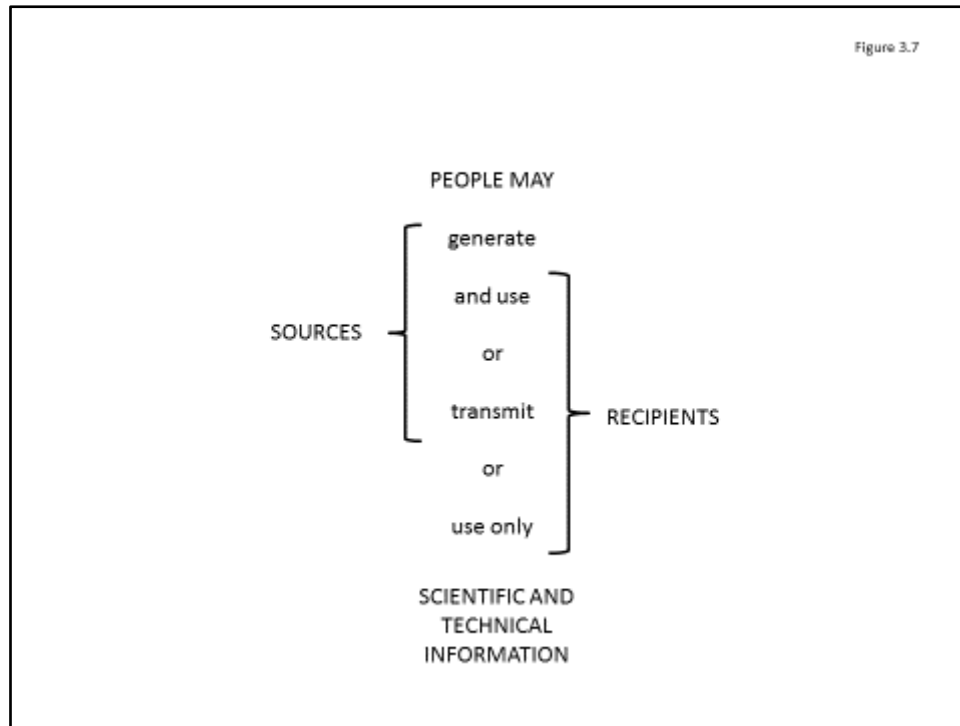 Figure 3.7
PEOPLE MAY
generate
and use
SOURCES
or
transmit
RECIPIENTS
or
use only
SCIENTIFIC AND
TECHNICAL
INFORMATION